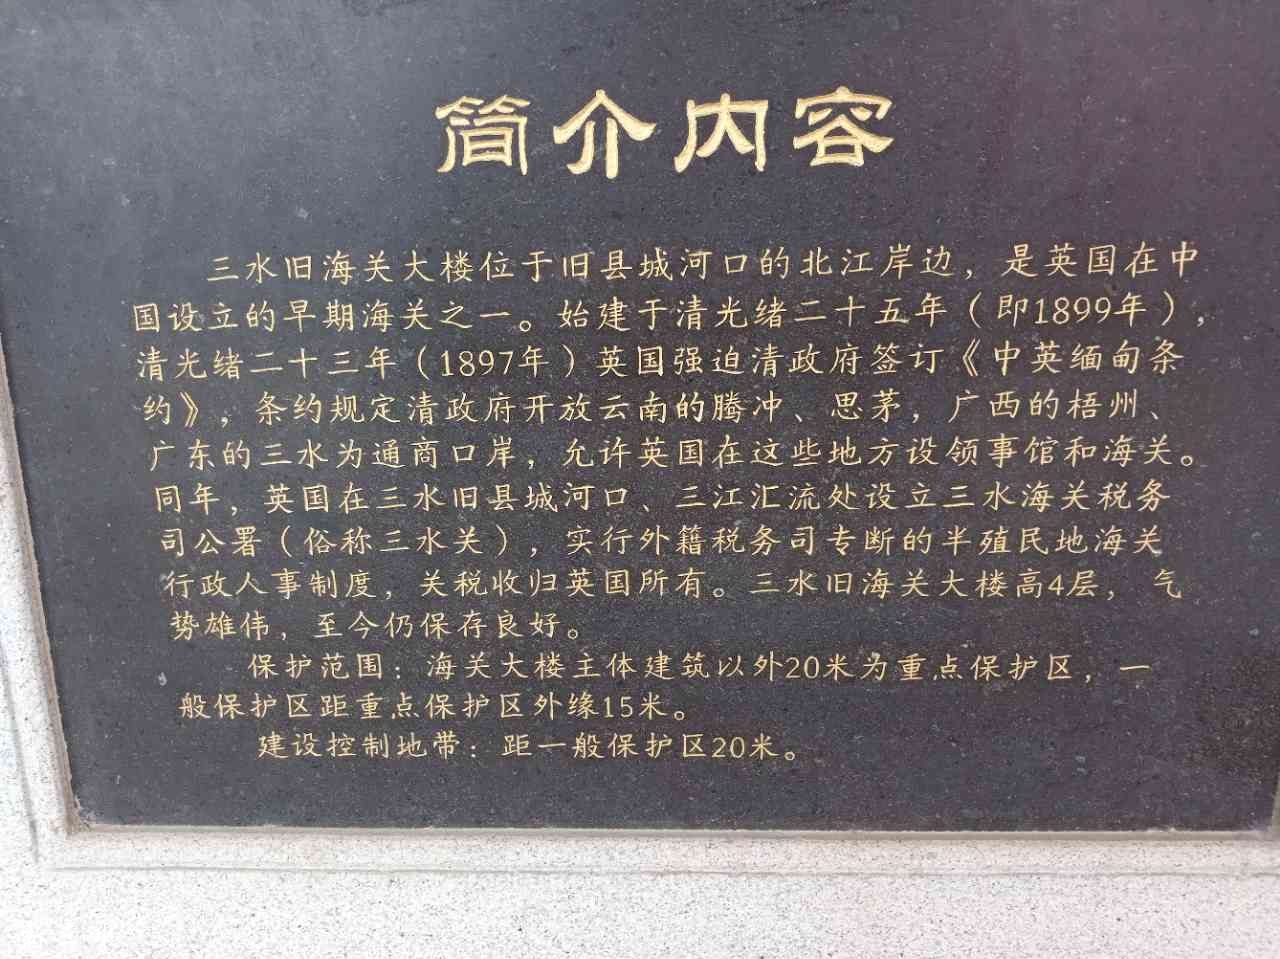 简介内容
三水旧海关大楼位于旧县城河口的北江岸边，是英国在中
国设立的早期海关之一。始建于清光绪二十五年（即1899年），
清光绪二十三年（1897年）英国强迫清政府签订《中英缅甸条
约》，条约规定清政府开放云南的腾冲、思茅，广西的梧州、
广东的三水为通商口岸，允许英国在这些地方设领事馆和海关。
同年，英国在三水旧县城河口、三江汇流处设立三水海关税务
司公署（俗称三水关），实行外籍税务司专断的半殖民地海关
行政人事制度，关税收归英国所有。三水旧海关大楼高4层，气
势雄伟，至今仍保存良好。
保护范围：海关大楼主体建筑以外20米为重点保护区，一
般保护区距重点保护区外缘15米。
建设控制地带：距一般保护区20米。